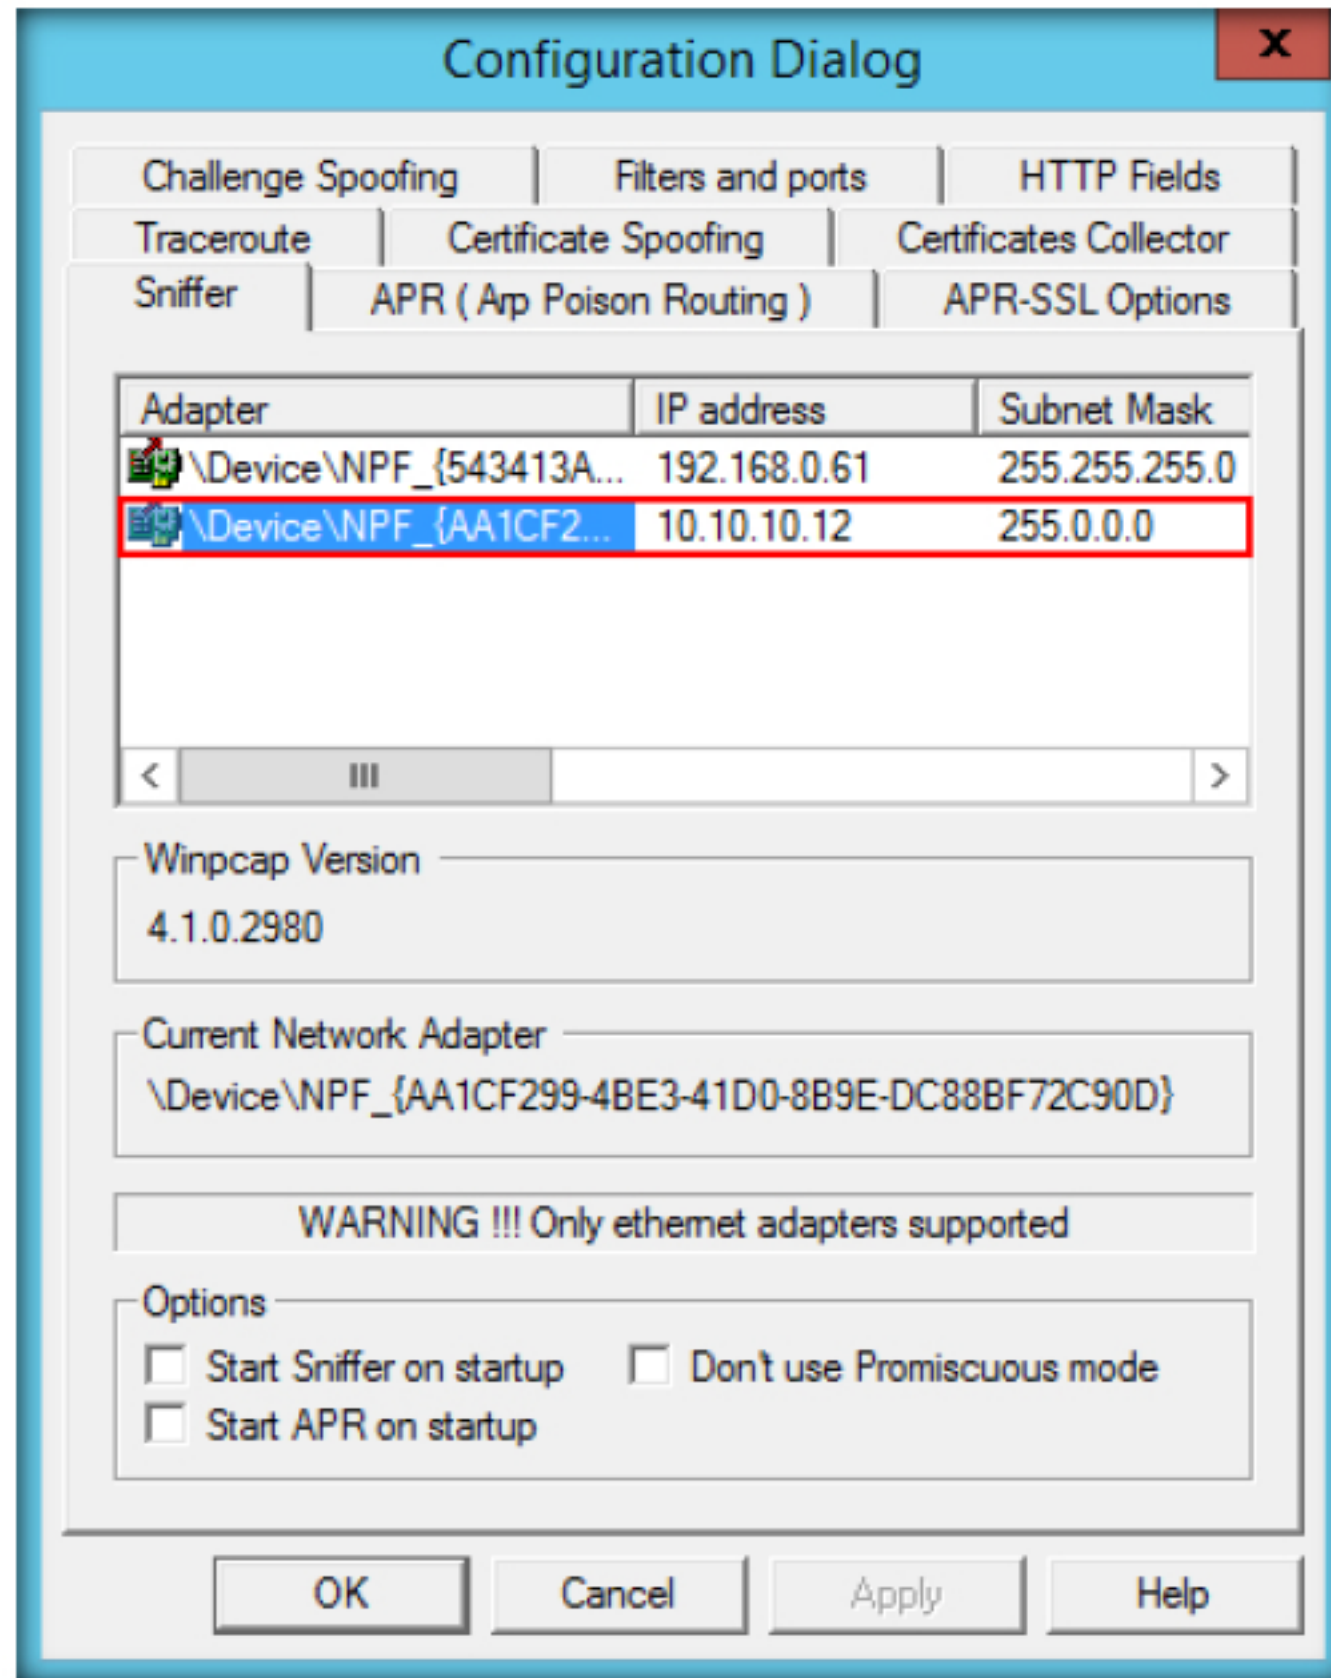 Configuration Dialog
x
Challenge Spoofing Filters and ports HTTP Fields
Traceroute Certificate Spoofing Certificates Collector
Sniffer APR ( Arp Poison Routing ) APR-SSL Options
Adapter IP address Subnet Mask
\Device\NPF_{543413A... 192.168.0.61 255.255.255.0
\Device\NPF_{AA1CF2... 10.10.10.12 255.0.0.0
Winpcap Version
4.1.0.2980
Current Network Adapter
\Device\NPF_{AA1CF299-4BE3-41D0-8B9E-DC88BF72C90D}
WARNING !!! Only ethernet adapters supported
Options
Start Sniffer on startup Don't use Promiscuous mode
Start APR on startup
OK Cancel Apply Help